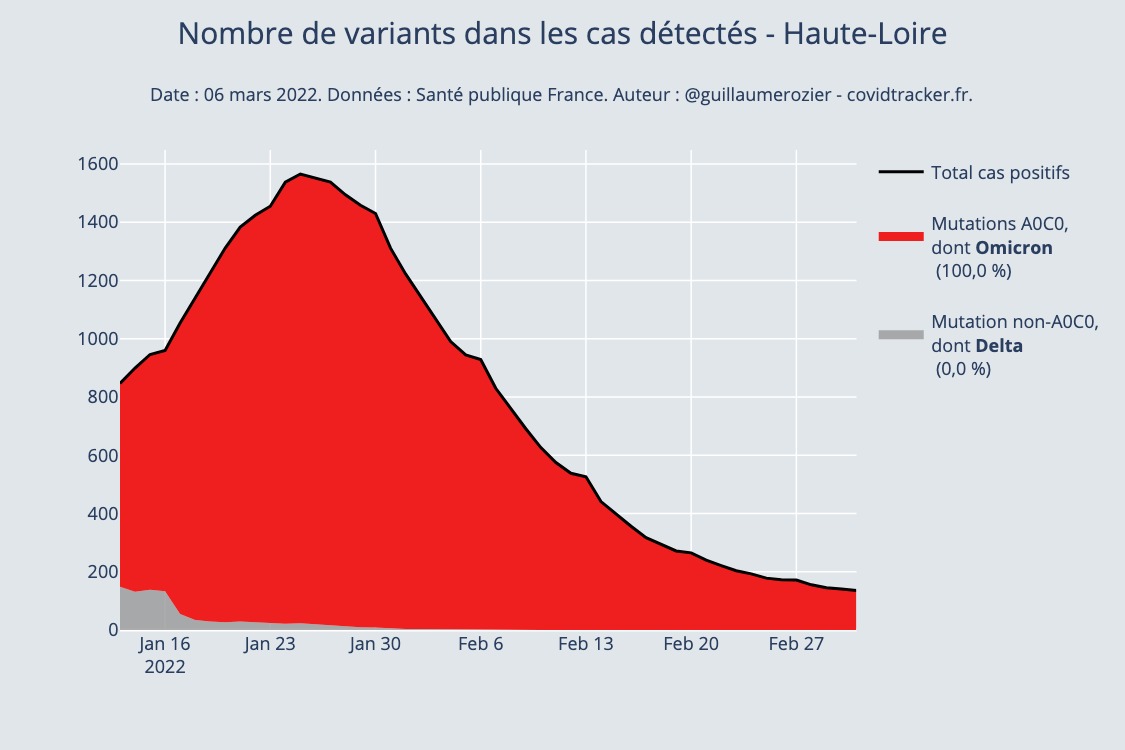 Nombre de variants dans les cas détectés - Haute-Loire
Date : 06 mars 2022. Données : Santé publique France. Auteur : @guillaumerozier - covidtracker.fr.
1600
1400
1200
1000
800
600
400
200
0
Jan 16
2022
Jan 23
Jan 30
Feb 6
Feb 13
Feb 20
Feb 27
Total cas positifs
Mutations A0C0,
dont Omicron
(100,0 %)
Mutation non-A0C0,
dont Delta
(0,0 %)